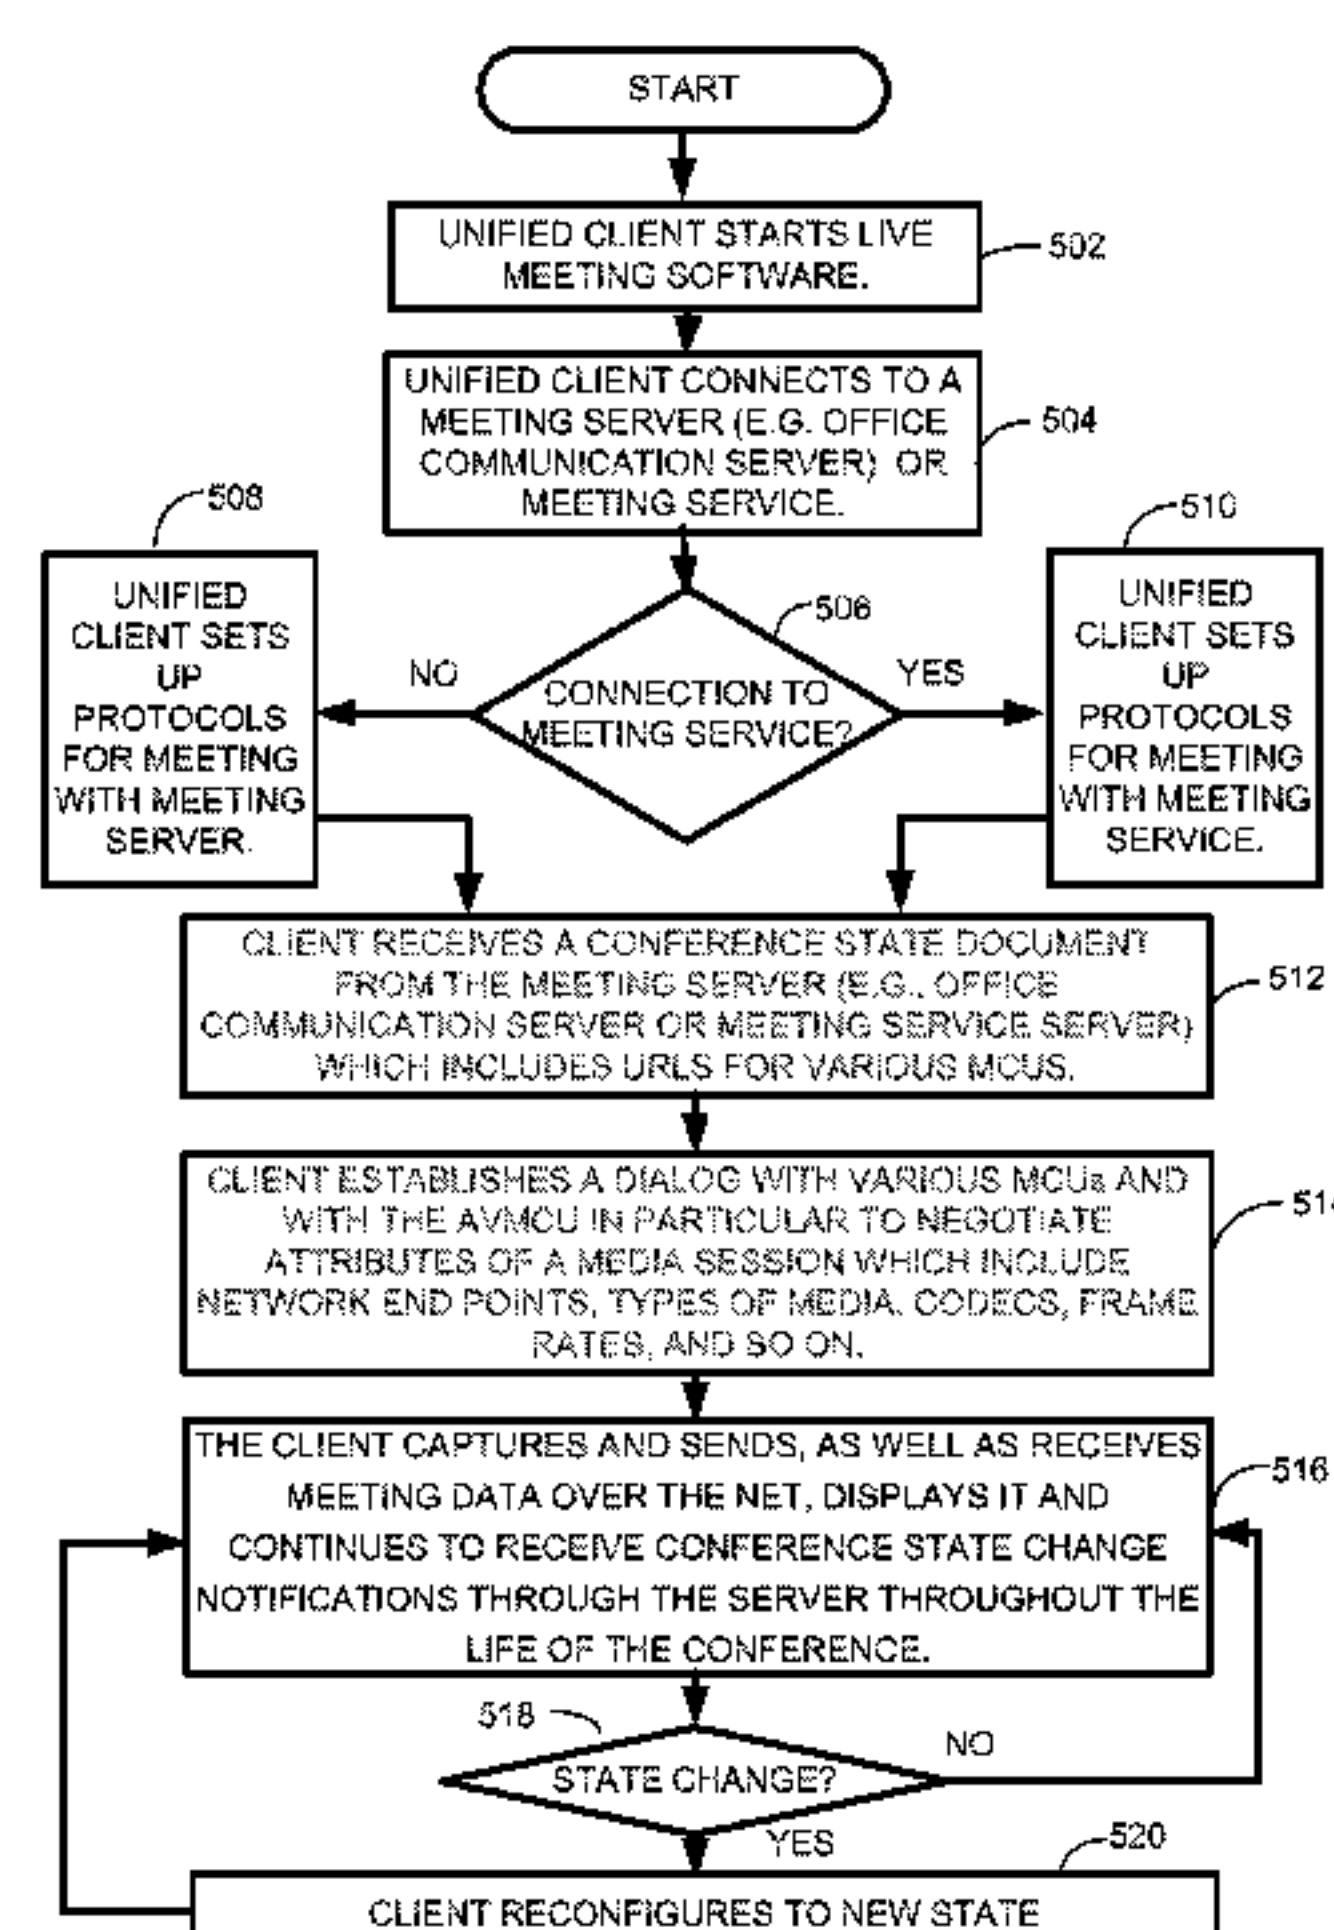 START
UNIFIED CLIENT STARTS LIVE
MEETING SOFTWARE.
502
UNIFIED CLIENT CONNECTS TO A
MEETING SERVER (E.G. OFFICE
COMMUNICATION SERVER) OR
MEETING SERVICE.
504
508
510
UNIFIED
CLIENT SETS
UP
PROTOCOLS
FOR MEETING
WITH MEETING
SERVER.
506
NO
CONNECTION TO
MEETING SERVICE?
YES
UNIFIED
CLIENT SETS
UP
PROTOCOLS
FOR MEETING
WITH MEETING
SERVICE.
CLIENT RECEIVES A CONFERENCE STATE DOCUMENT
FROM THE MEETING SERVER (E.G., OFFICE
COMMUNICATION SERVER OR MEETING SERVICE SERVER)
WHICH INCLUDES URLS FOR VARIOUS MCUS.
512
CLIENT ESTABLISHES A DIALOG WITH VARIOUS MCUs AND
WITH THE AVMCU IN PARTICULAR TO NEGOTIATE
ATTRIBUTES OF A MEDIA SESSION WHICH INCLUDE
NETWORK END POINTS, TYPES OF MEDIA, CODECS, FRAME
RATES, AND SO ON.
THE CLIENT CAPTURES AND SENDS, AS WELL AS RECEIVES
MEETING DATA OVER THE NET, DISPLAYS IT AND
CONTINUES TO RECEIVE CONFERENCE STATE CHANGE
NOTIFICATIONS THROUGH THE SERVER THROUGHOUT THE
LIFE OF THE CONFERENCE.
516
518
STATE CHANGE?
NO
YES
520
CLIENT RECONFIGURES TO NEW STATE